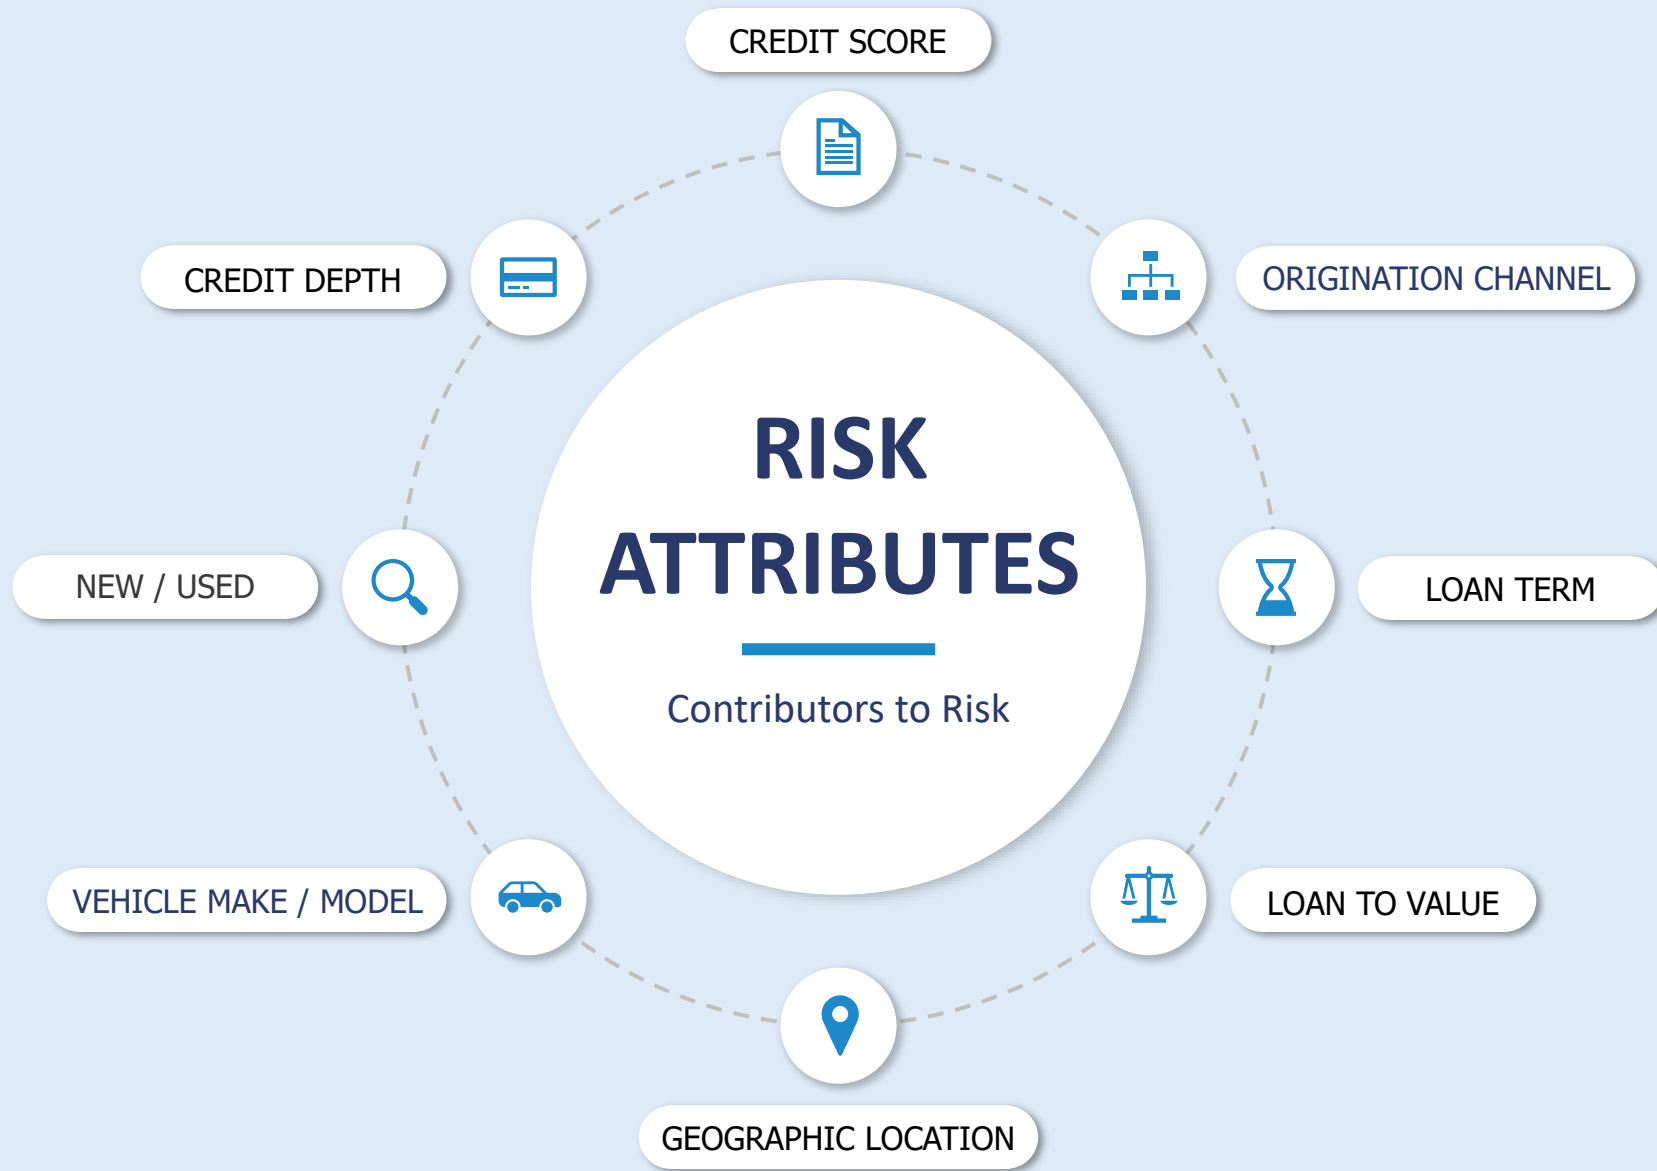 CREDIT SCORE
CREDIT DEPTH
ORIGINATION CHANNEL
RISK
ATTRIBUTES
Contributors to Risk
NEW / USED
LOAN TERM
VEHICLE MAKE / MODEL
LOAN TO VALUE
GEOGRAPHIC LOCATION